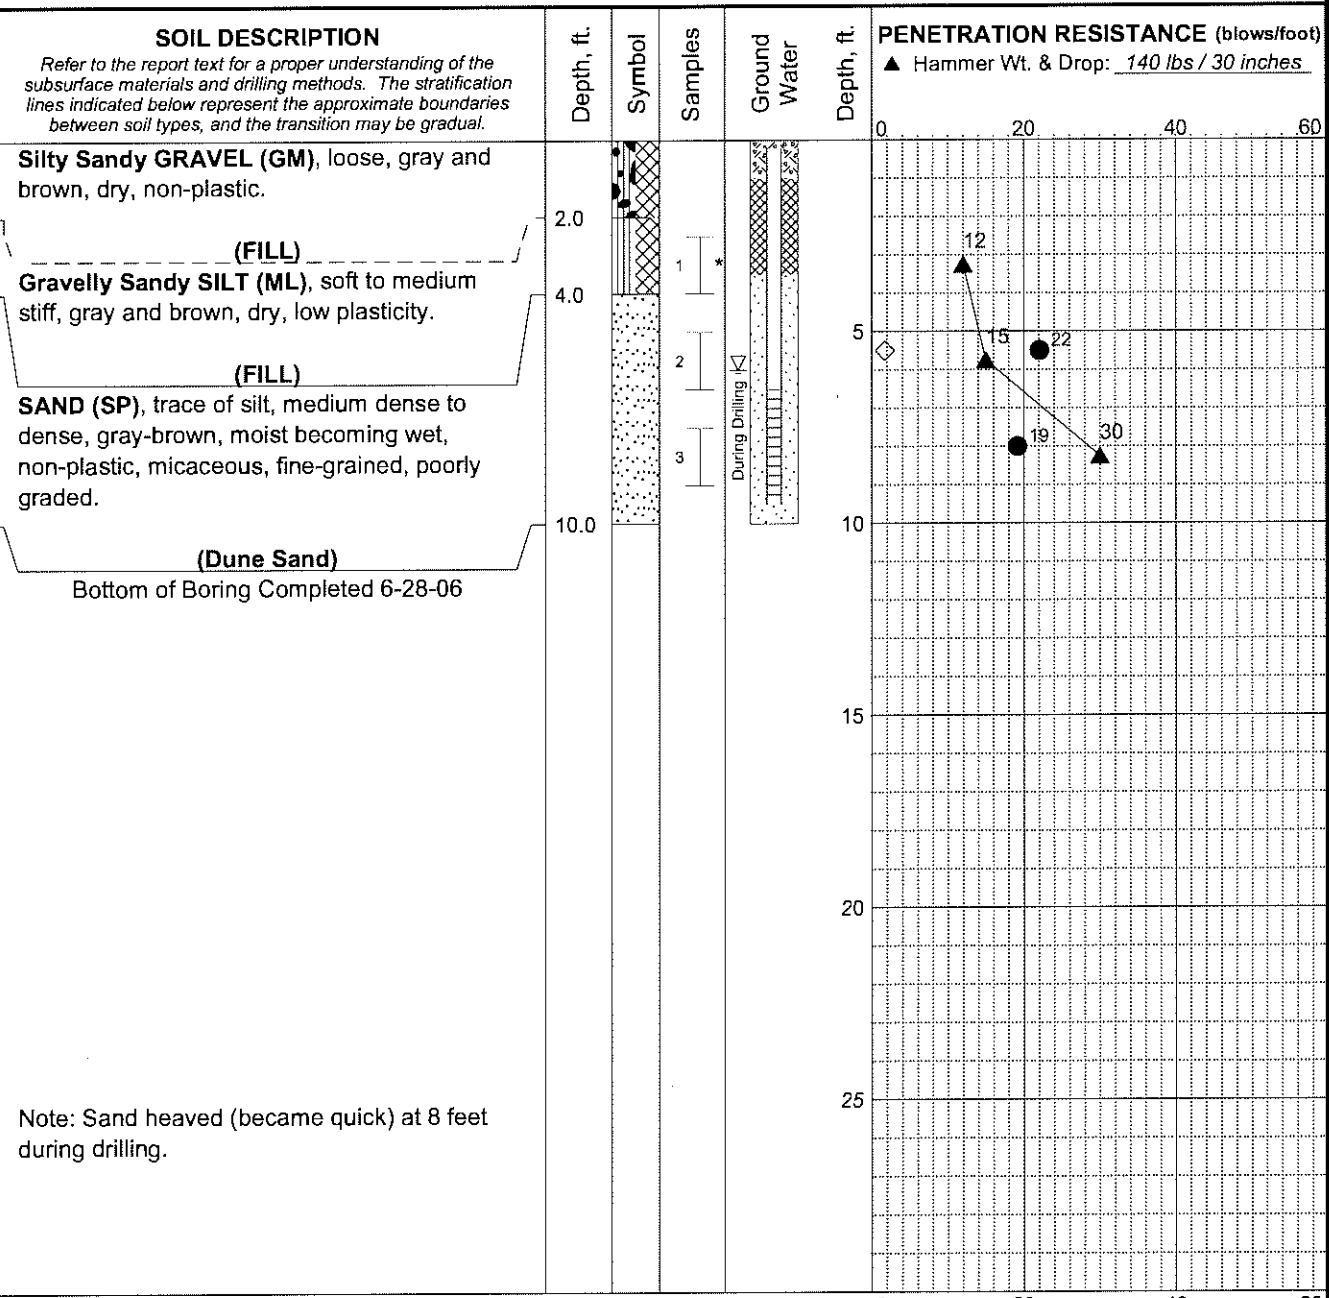 SOIL DESCRIPTION
Refer to the report text for a proper understanding of the
subsurface materials and drilling methods. The stratification
lines indicated below represent the approximate boundaries
between soil types, and the transition may be gradual.
Depth, ft.
Symbol
Samples
Ground
Water
Depth, ft.
PENETRATION RESISTANCE (blows/foot)
▲ Hammer Wt. & Drop: 140 lbs / 30 inches
0 20 40 60
Silty Sandy GRAVEL (GM), loose, gray and
brown, dry, non-plastic.
(FILL)
2.0
Gravelly Sandy SILT (ML), soft to medium
stiff, gray and brown, dry, low plasticity.
(FILL)
4.0
SAND (SP), trace of silt, medium dense to
dense, gray-brown, moist becoming wet,
non-plastic, micaceous, fine-grained, poorly
graded.
(Dune Sand)
10.0
Bottom of Boring Completed 6-28-06
1 *
2
3
During Drilling
12
15
22
19
30
5
10
15
20
25
Note: Sand heaved (became quick) at 8 feet
during drilling.